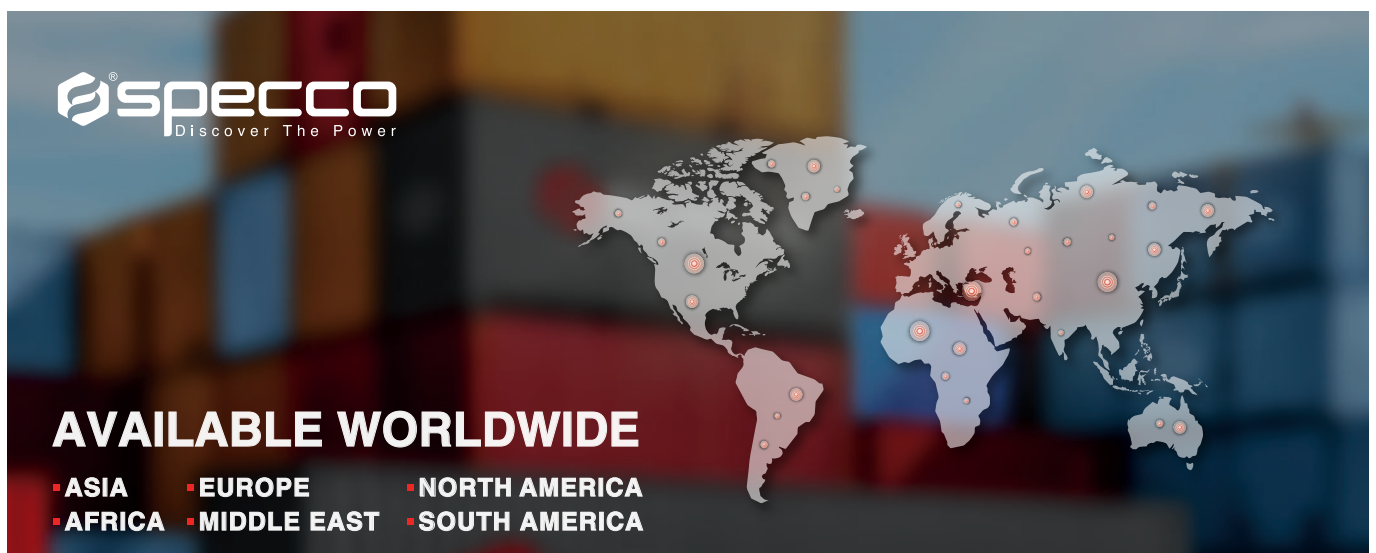 specco®
Discover The Power
AVAILABLE WORLDWIDE
ASIA
EUROPE
NORTH AMERICA
AFRICA
MIDDLE EAST
SOUTH AMERICA